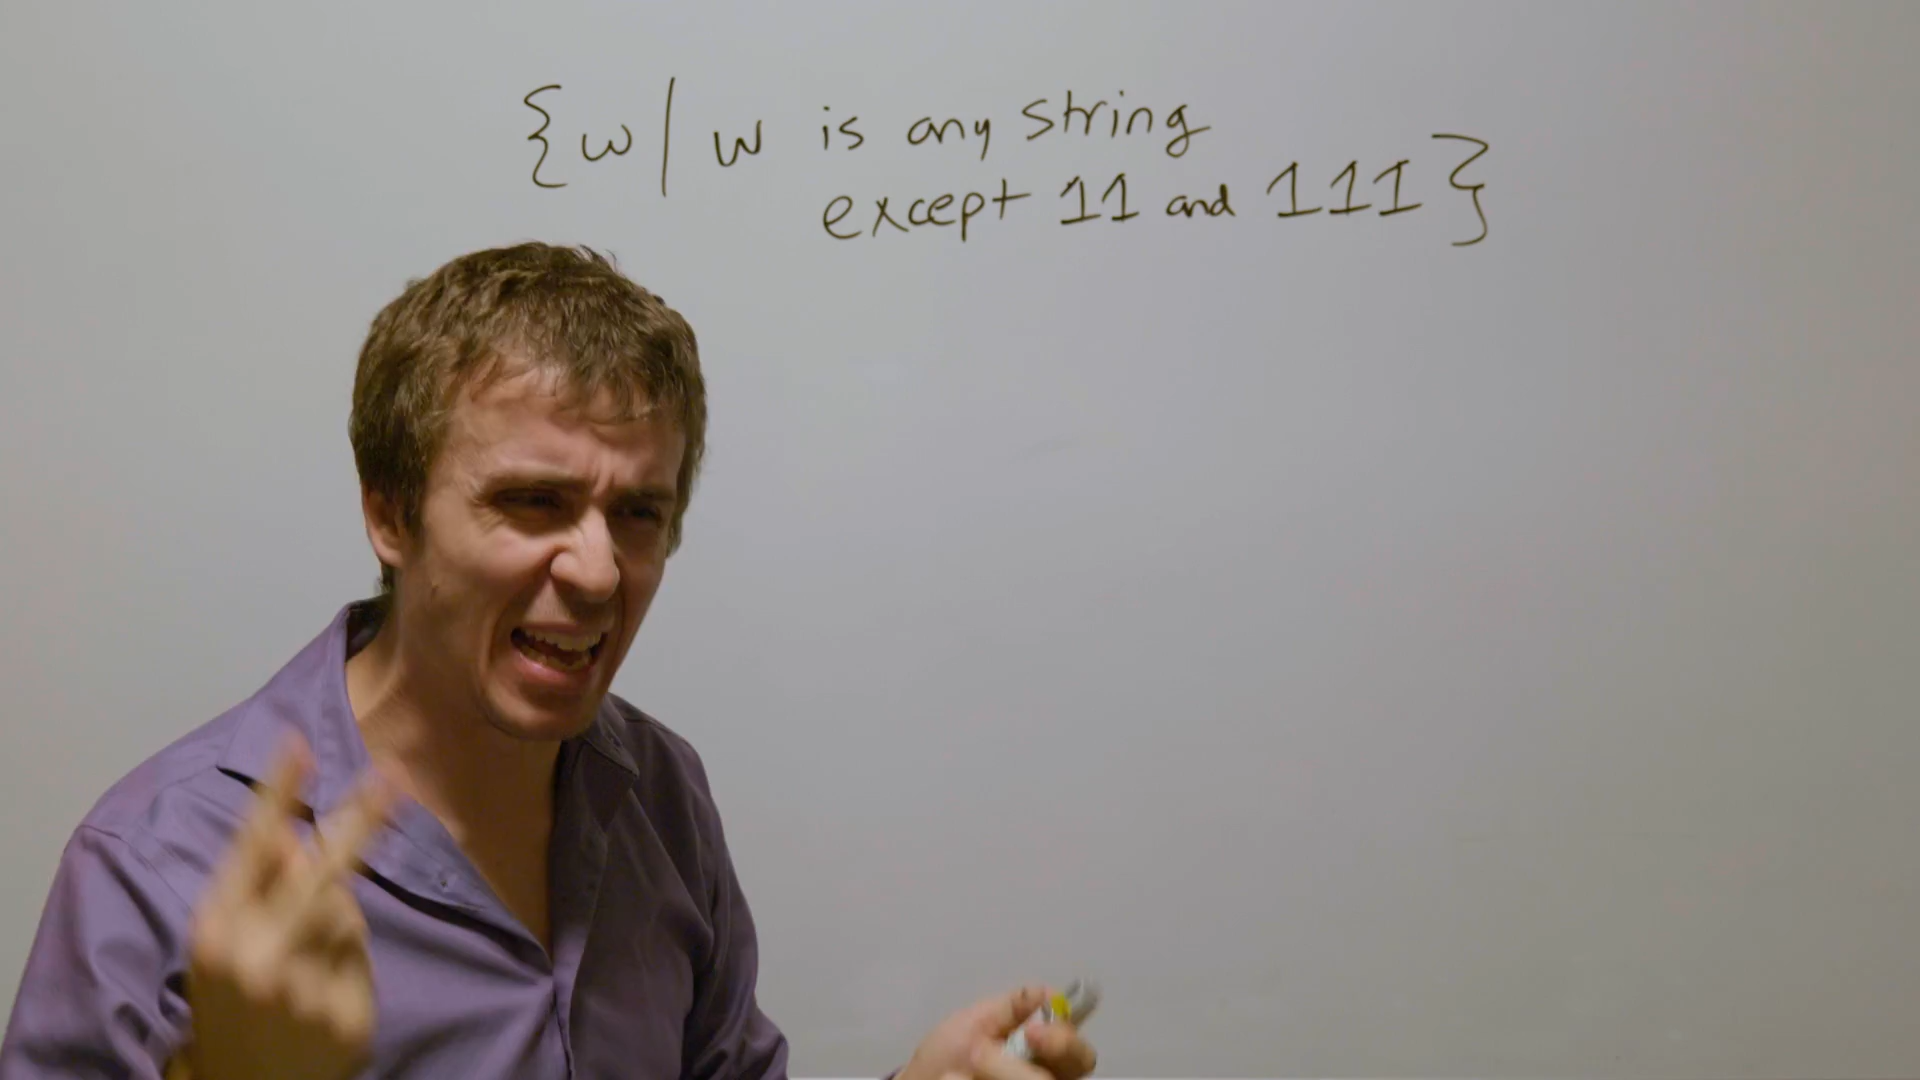 {w | w is any string
except 11 and 111}